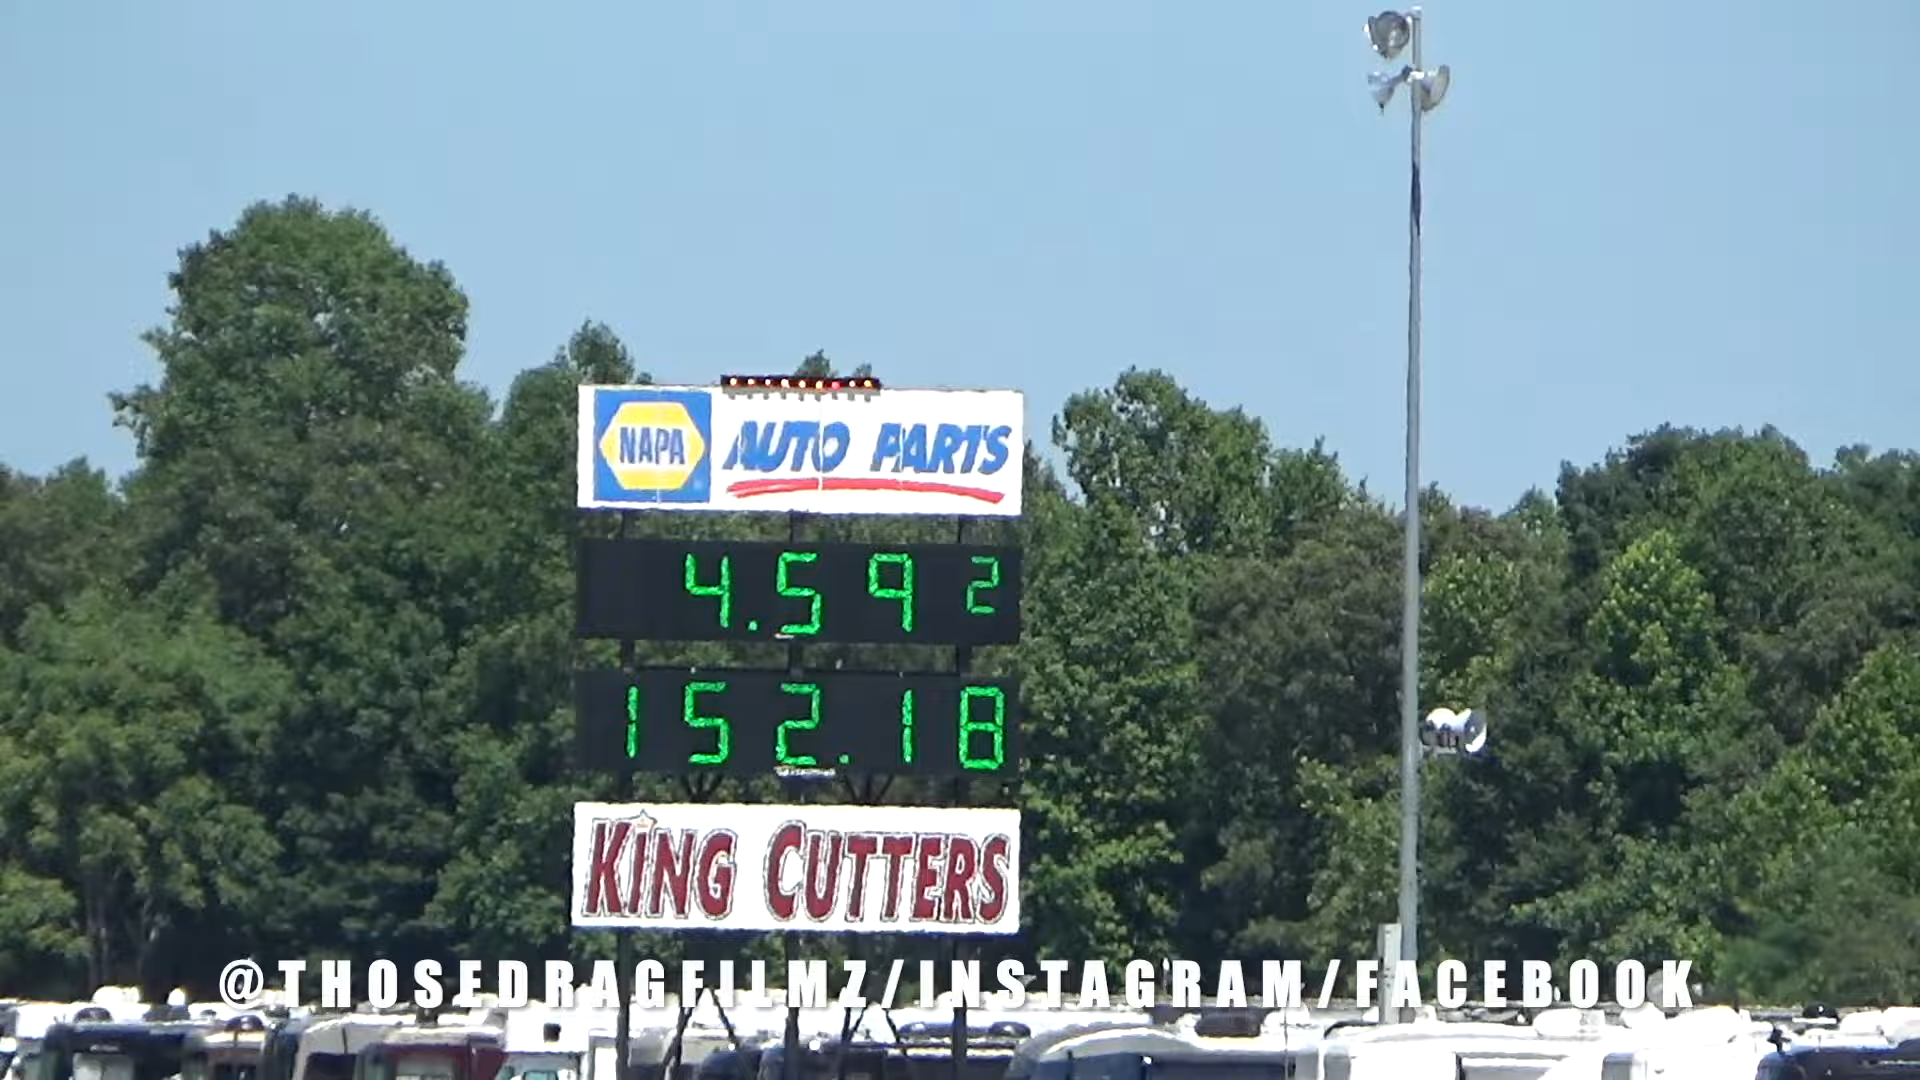 NAPA AUTO PARTS
4.592
152.18
KING CUTTERS
@THOSEDRAGFILMZ/INSTAGRAM/FACEBOOK